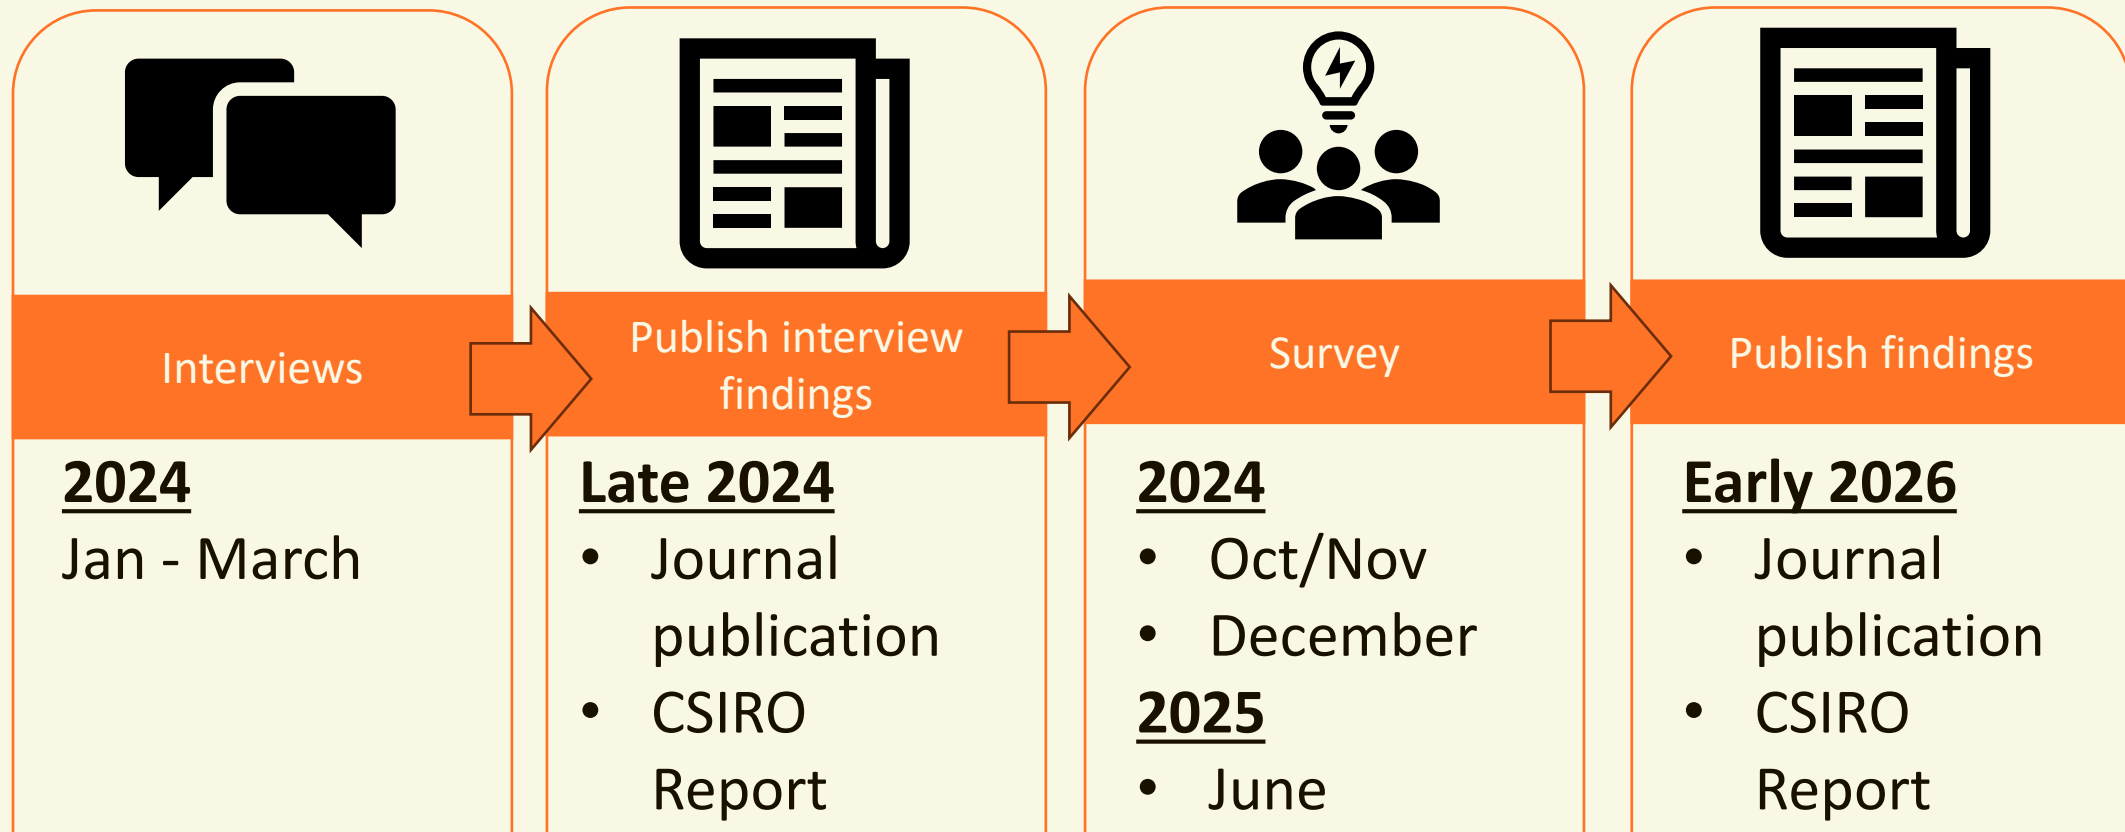 Interviews
2024
Jan - March
Publish interview
findings
Late 2024
• Journal
publication
• CSIRO
Report
Survey
2024
• Oct/Nov
• December
2025
• June
Publish findings
Early 2026
• Journal
publication
• CSIRO
Report